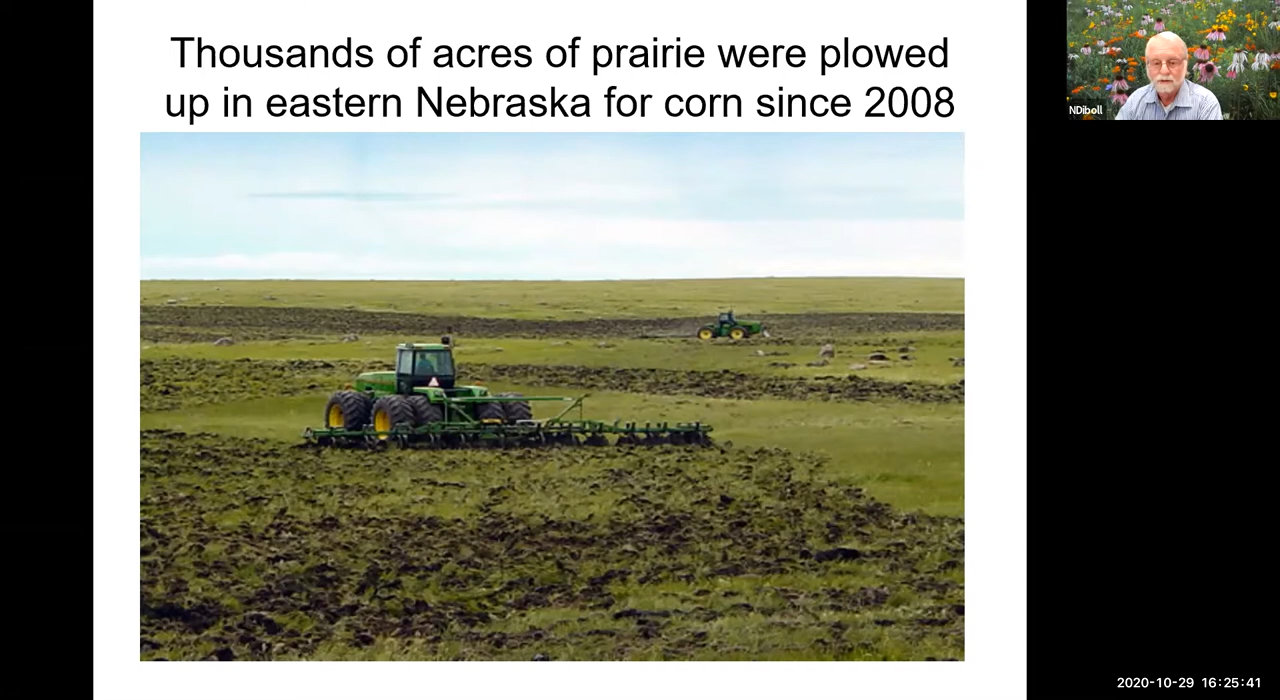 Thousands of acres of prairie were plowed
up in eastern Nebraska for corn since 2008
NDiboll
2020-10-29 16:25:41